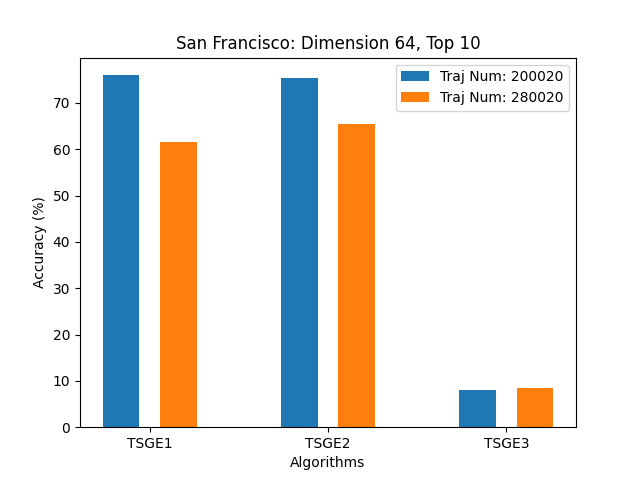 San Francisco: Dimension 64, Top 10
Traj Num: 200020
Traj Num: 280020
Accuracy (%)
70
60
50
40
30
20
10
0
TSGE1 TSGE2 TSGE3
Algorithms